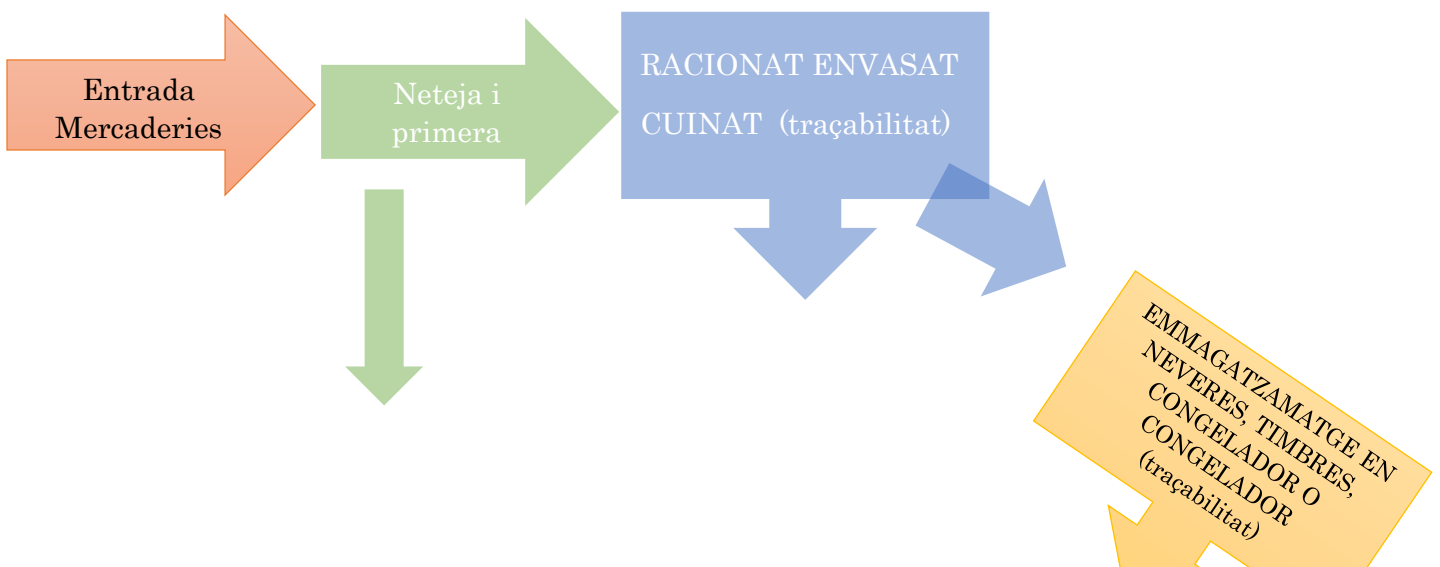 Entrada
Mercaderies
Neteja i
primera
RACIONAT ENVASAT
CUINAT (traçabilitat)
EMMAGATZAMATGE EN
NEVERES, TIMBRES,
CONGELADOR O
CONGELADOR
(traçabilitat)